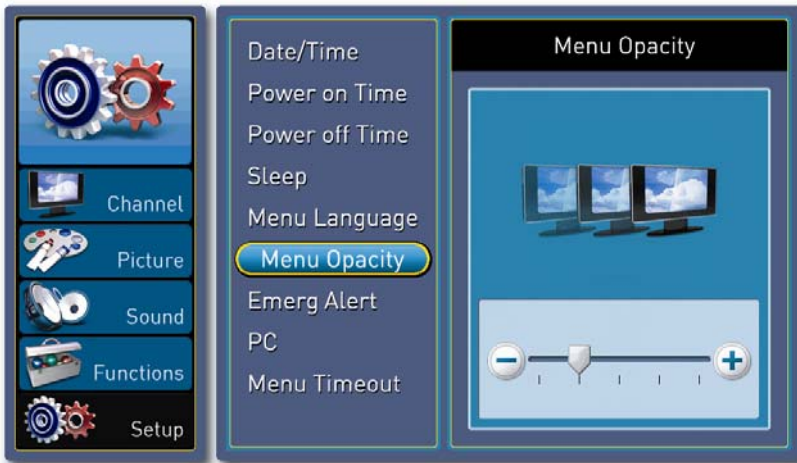 Channel
Picture
Sound
Functions
Setup
Date/Time
Power on Time
Power off Time
Sleep
Menu Language
Menu Opacity
Emerg Alert
PC
Menu Timeout
Menu Opacity